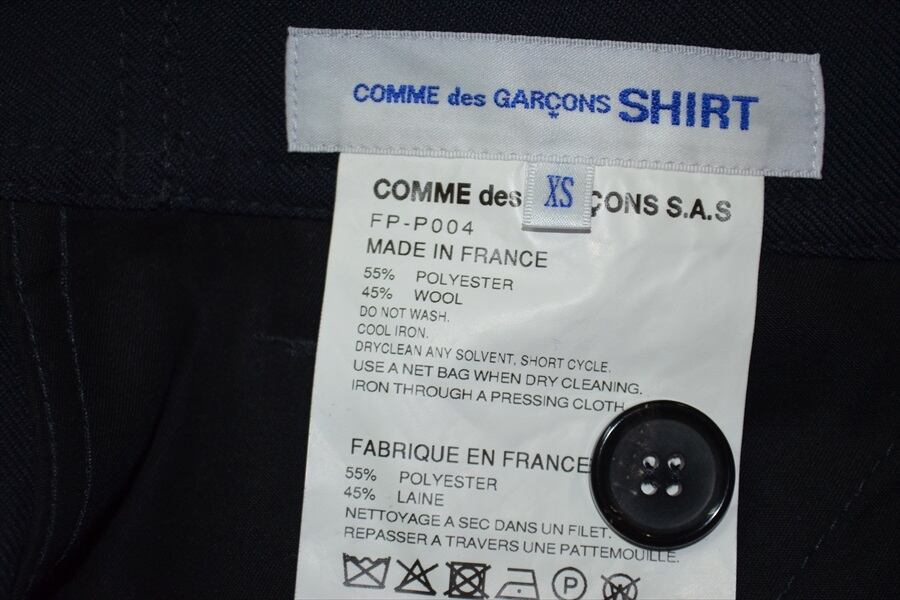 COMME des GARÇONS SHIRT
XS
COMME des ÇONS S.A.S
FP-P004
MADE IN FRANCE
55% POLYESTER
45% WOOL
DO NOT WASH.
COOL IRON.
DRYCLEAN ANY SOLVENT, SHORT CYCLE.
USE A NET BAG WHEN DRY CLEANING.
IRON THROUGH A PRESSING CLOTH
FABRIQUE EN FRANCE
55% POLYESTER
45% LAINE
NETTOYAGE A SEC DANS UN FILET.
REPASSER A TRAVERS UNE PATTEMOUILLE.
P